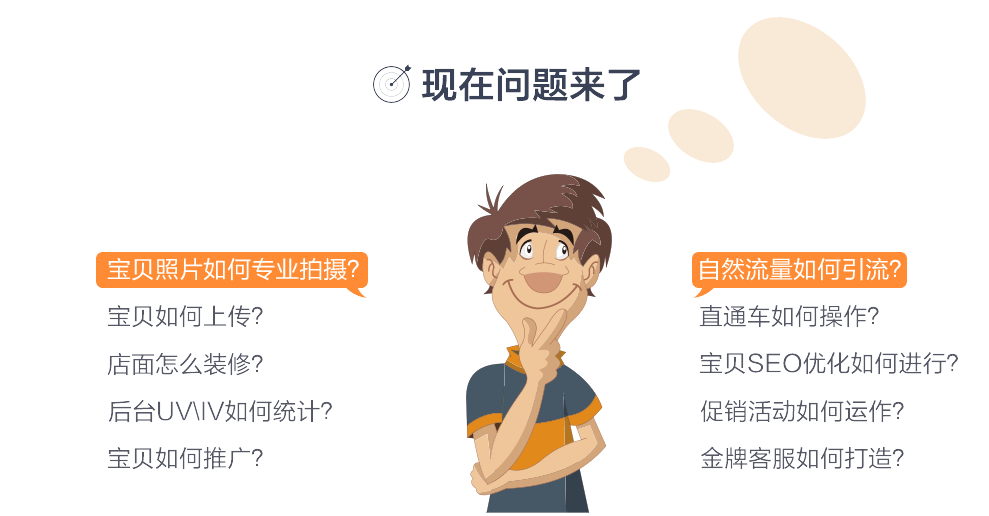 现在问题来了
宝贝照片如何专业拍摄?
宝贝如何上传?
店面怎么装修?
后台UV\IV如何统计?
宝贝如何推广?
自然流量如何引流?
直通车如何操作?
宝贝SEO优化如何进行?
促销活动如何运作?
金牌客服如何打造?